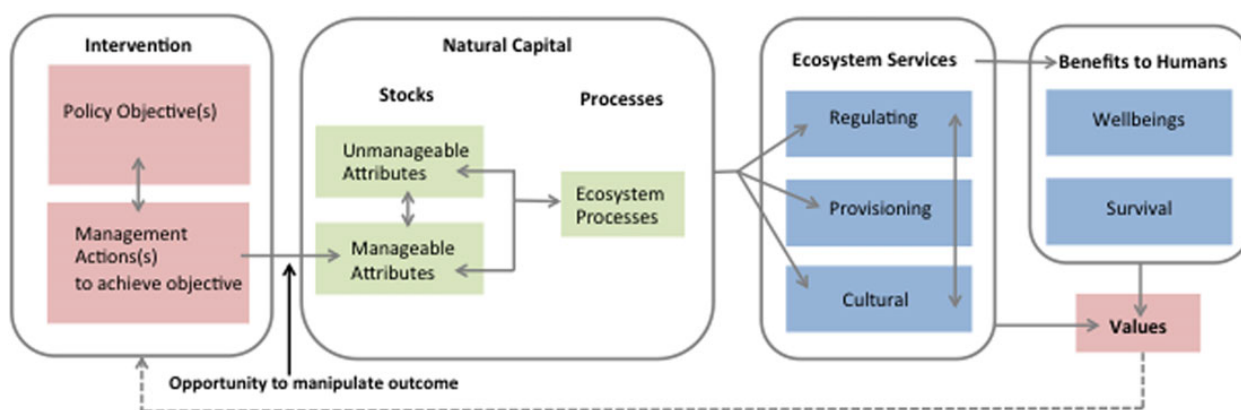 Intervention
Policy Objective(s)
Management
Actions(s)
to achieve objective
Opportunity to manipulate outcome
Natural Capital
Stocks
Processes
Unmanageable
Attributes
Manageable
Attributes
Ecosystem
Processes
Ecosystem Services
Regulating
Provisioning
Cultural
Benefits to Humans
Wellbeings
Survival
Values